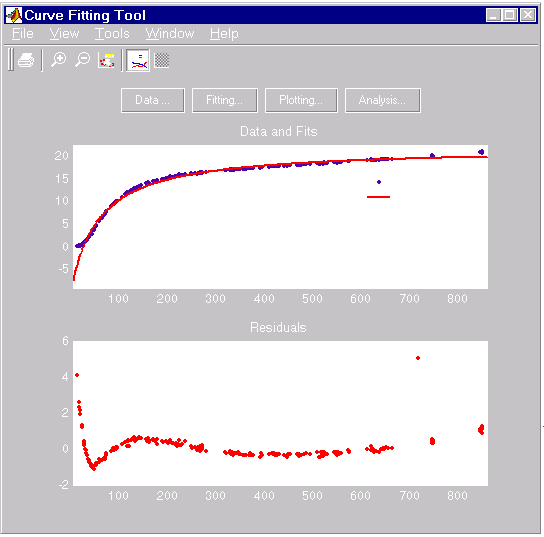 Curve Fitting Tool
File View Tools Window Help
Data ... Fitting... Plotting... Analysis...
Data and Fits
20
15
10
5
0
-5
100 200 300 400 500 600 700 800
Residuals
6
4
2
0
-2
100 200 300 400 500 600 700 800